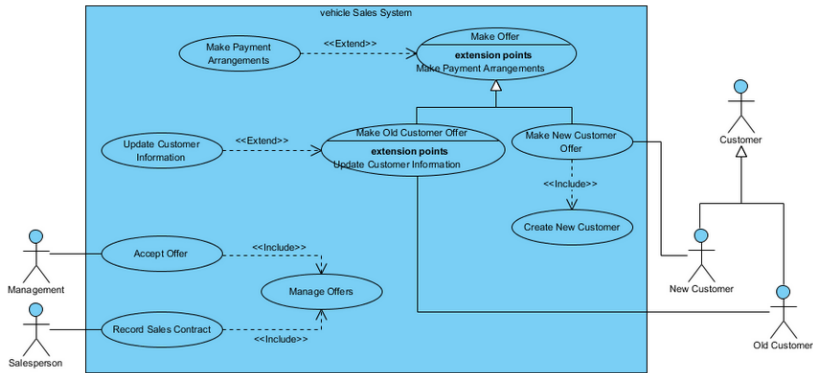 vehicle Sales System
Make Payment
Arrangements
<<Extend>>
Make Offer
extension points
Make Payment Arrangements
Update Customer
Information
<<Extend>>
Make Old Customer Offer
extension points
Update Customer Information
Make New Customer
Offer
<<Include>>
Create New Customer
Customer
New Customer
Old Customer
Management
Accept Offer
<<Include>>
Manage Offers
Salesperson
Record Sales Contract
<<Include>>